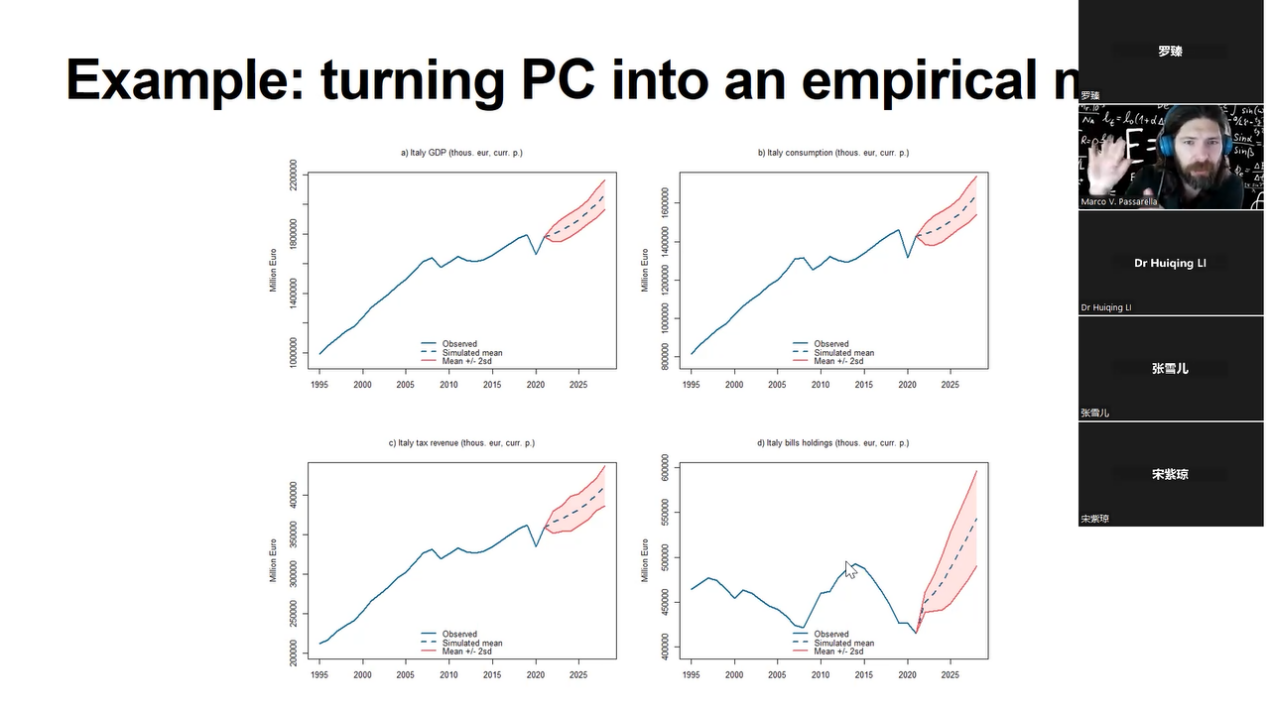 Example: turning PC into an empirical
a) Italy GDP (thous. eur, curr. p.)
Million Euro
2200000
1800000
1400000
1000000
Observed
Simulated mean
Mean +/- 2sd
1995 2000 2005 2010 2015 2020 2025
b) Italy consumption (thous. eur, curr. p.)
Million Euro
1600000
1400000
1200000
1000000
800000
Observed
Simulated mean
Mean +/- 2sd
1995 2000 2005 2010 2015 2020 2025
c) Italy tax revenue (thous. eur, curr. p.)
Million Euro
400000
350000
300000
250000
200000
Observed
Simulated mean
Mean +/- 2sd
1995 2000 2005 2010 2015 2020 2025
d) Italy bills holdings (thous. eur, curr. p.)
Million Euro
600000
550000
500000
450000
400000
Observed
Simulated mean
Mean +/- 2sd
1995 2000 2005 2010 2015 2020 2025
罗臻
罗臻
Marco V. Passarella
Dr Huiqing LI
Dr Huiqing LI
张雪儿
张雪儿
宋紫琼
宋紫琼